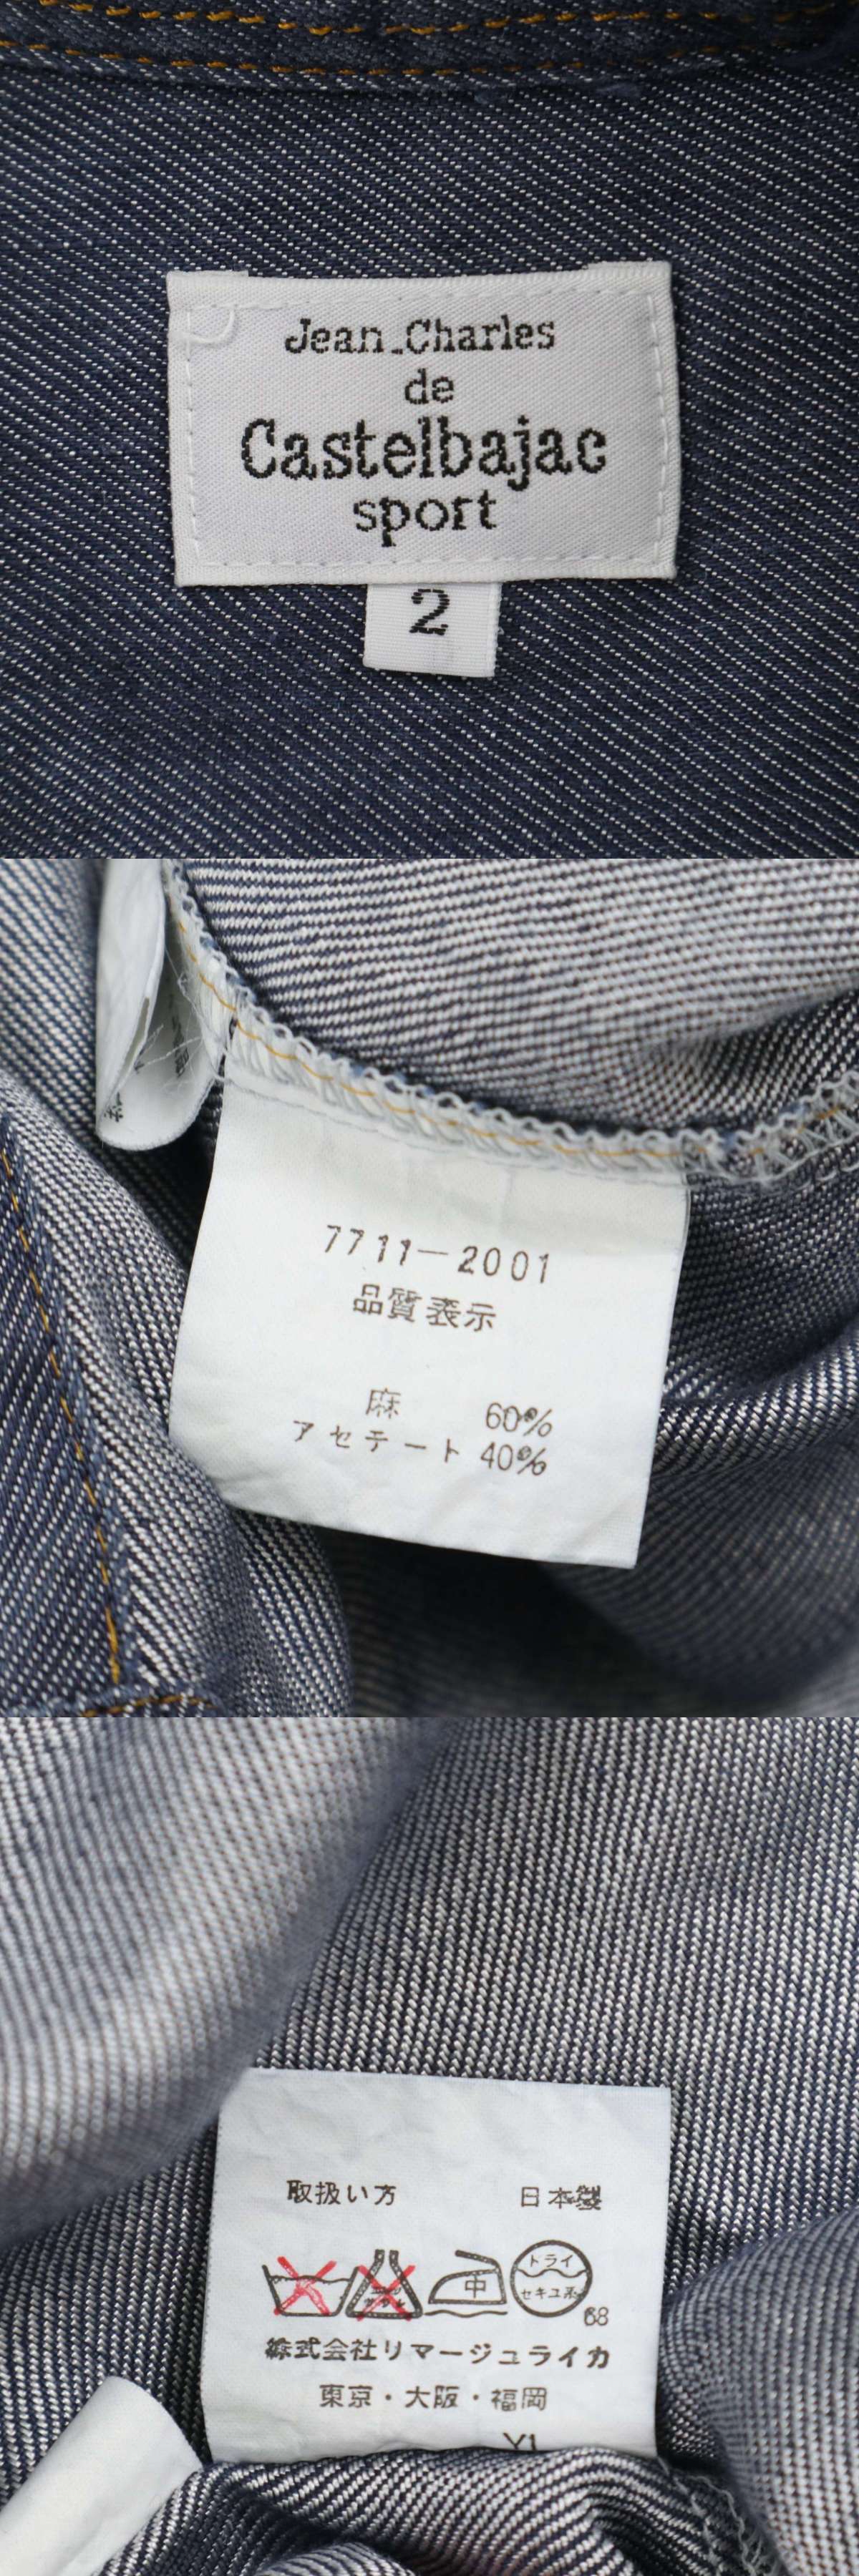 Jean-Charles
de
Castelbajac
sport
2
7711-2001
品質表示
麻 60%
アセテート 40%
取扱い方 日本製
中
ドライ
セキユ系
68
株式会社リマージュライカ
東京・大阪・福岡